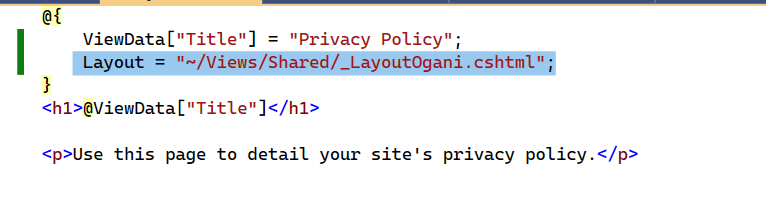 @{
ViewData["Title"] = "Privacy Policy";
Layout = "~/Views/Shared/_LayoutOgani.cshtml";
}
<h1>@ViewData["Title"]</h1>
<p>Use this page to detail your site's privacy policy.</p>